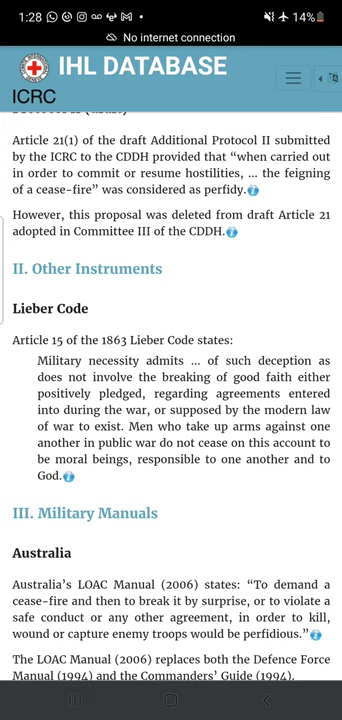 1:28
14%
No internet connection
IHL DATABASE
ICRC
Article 21(1) of the draft Additional Protocol II submitted
by the ICRC to the CDDH provided that “when carried out
in order to commit or resume hostilities, ... the feigning
of a cease-fire” was considered as perfidy.
However, this proposal was deleted from draft Article 21
adopted in Committee III of the CDDH.
II. Other Instruments
Lieber Code
Article 15 of the 1863 Lieber Code states:
Military necessity admits ... of such deception as
does not involve the breaking of good faith either
positively pledged, regarding agreements entered
into during the war, or supposed by the modern law
of war to exist. Men who take up arms against one
another in public war do not cease on this account to
be moral beings, responsible to one another and to
God.
III. Military Manuals
Australia
Australia’s LOAC Manual (2006) states: “To demand a
cease-fire and then to break it by surprise, or to violate a
safe conduct or any other agreement, in order to kill,
wound or capture enemy troops would be perfidious.”
The LOAC Manual (2006) replaces both the Defence Force
Manual (1994) and the Commanders’ Guide (1994).